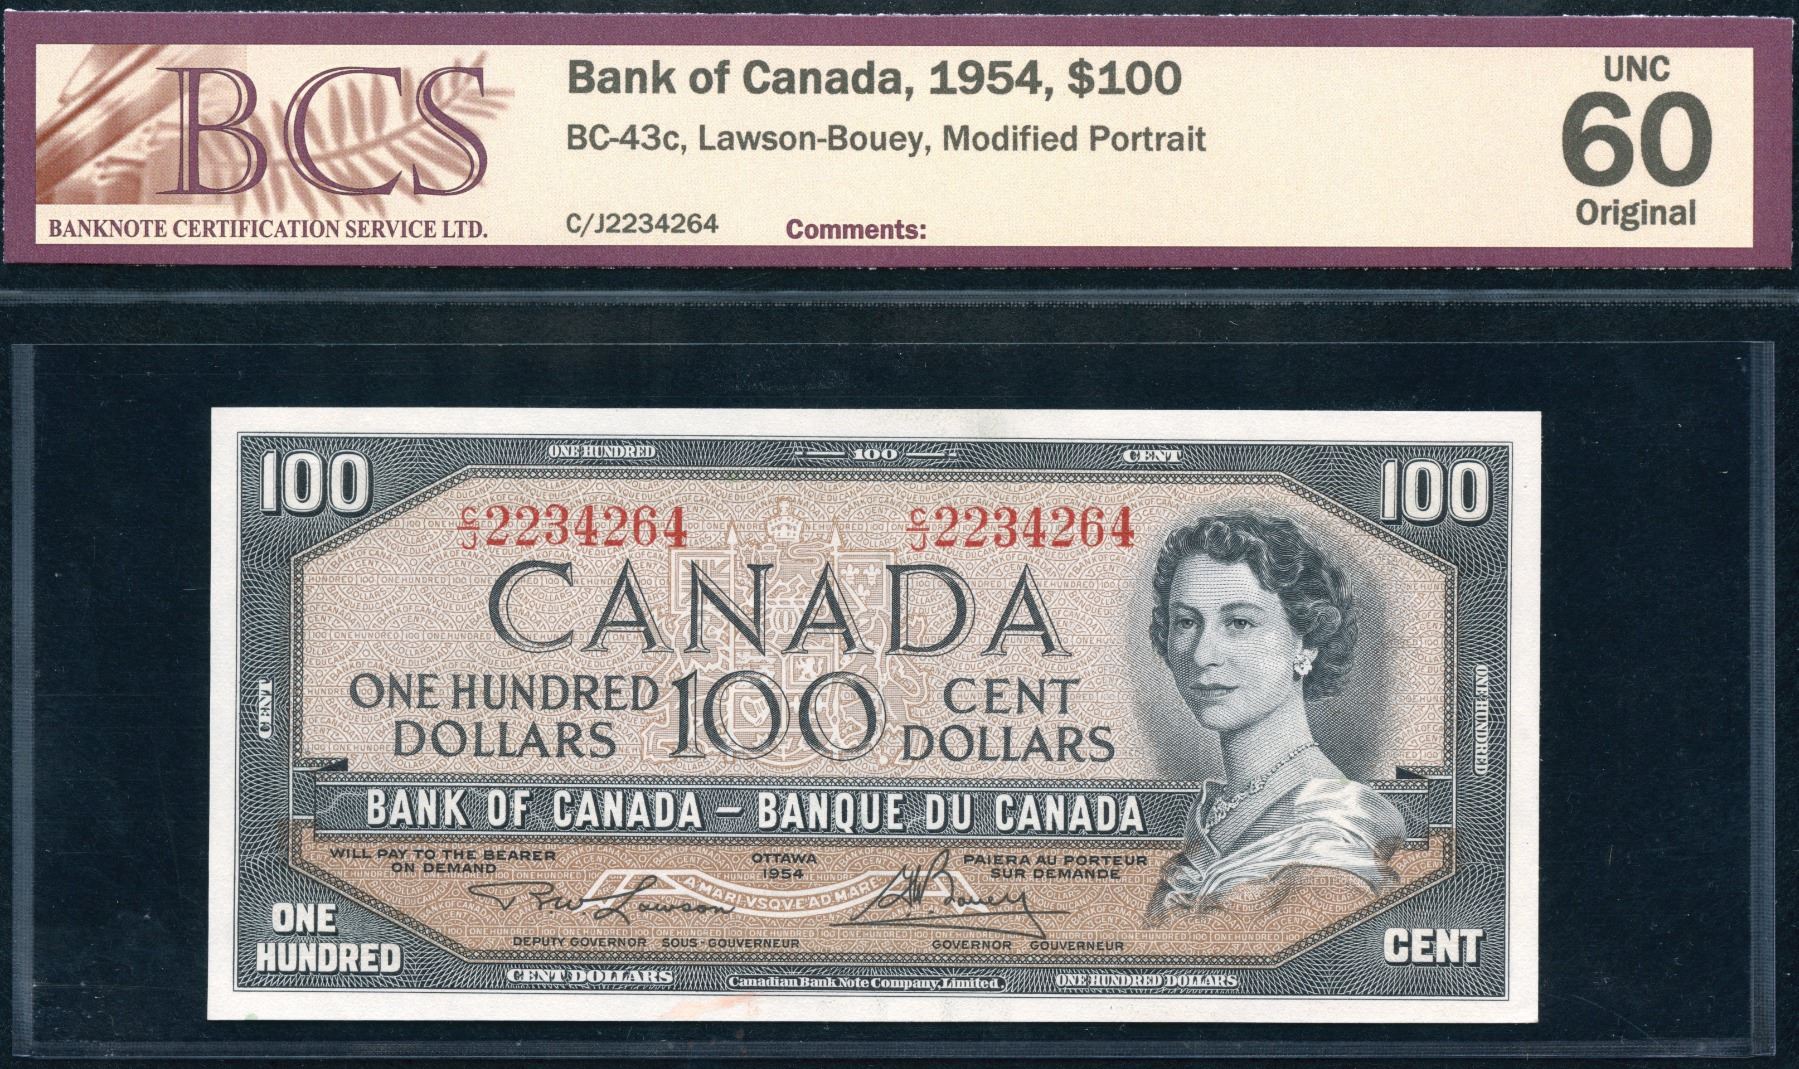 BCS
BANKNOTE CERTIFICATION SERVICE LTD.
Bank of Canada, 1954, $100
BC-43c, Lawson-Bouey, Modified Portrait
C/J2234264
Comments:
UNC
60
Original
ONE HUNDRED 100 CENT
100 100
C/J 2234264 C/J 2234264
CANADA
ONE HUNDRED DOLLARS 100 CENT DOLLARS
CENT
ONE HUNDRED
BANK OF CANADA – BANQUE DU CANADA
WILL PAY TO THE BEARER ON DEMAND
OTTAWA
1954
PAIERA AU PORTEUR SUR DEMANDE
A MARI VSQVE AD MARE
R.W. Lawson
G.K. Bouey
DEPUTY GOVERNOR SOUS-GOUVERNEUR
GOVERNOR GOUVERNEUR
ONE HUNDRED
CENT
CENT DOLLARS
Canadian Bank Note Company, Limited.
ONE HUNDRED DOLLARS